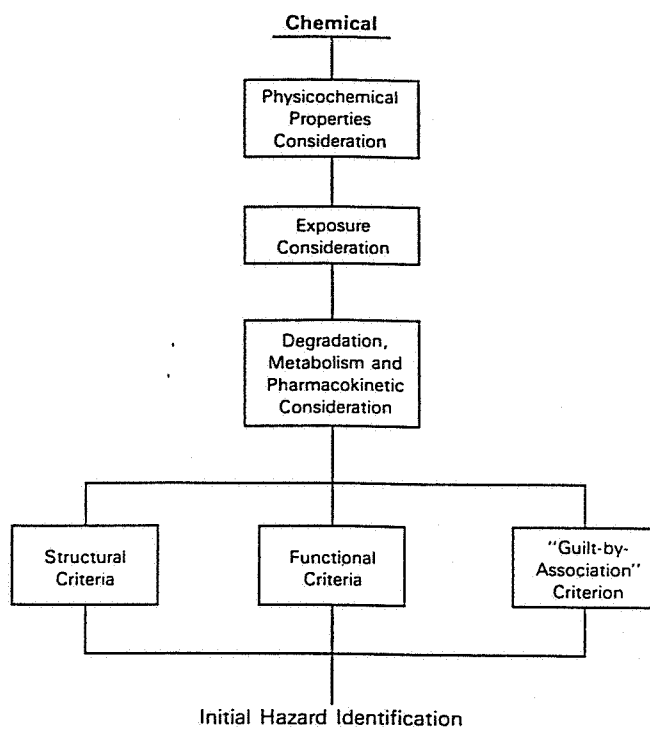 Chemical
Physicochemical
Properties
Consideration
Exposure
Consideration
Degradation,
Metabolism and
Pharmacokinetic
Consideration
Structural
Criteria
Functional
Criteria
"Guilt-by-
Association"
Criterion
Initial Hazard Identification